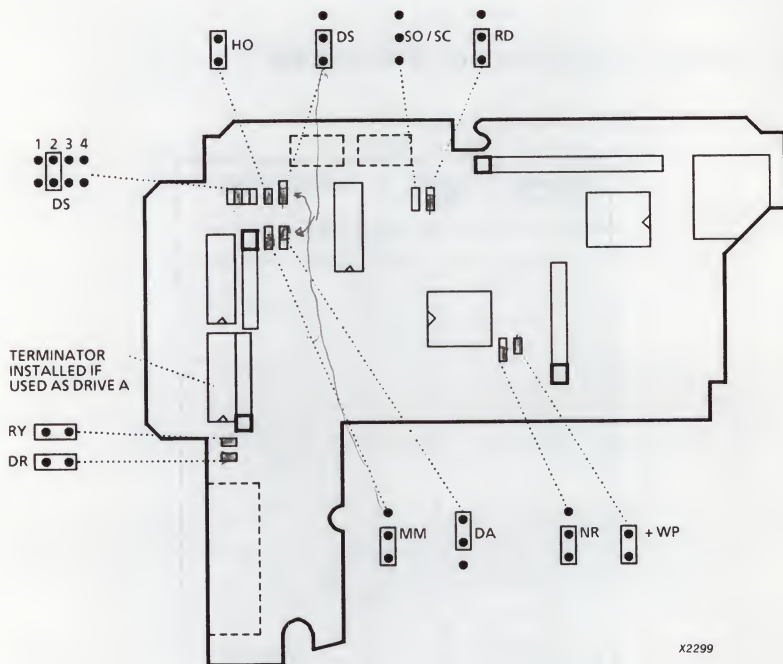 HO
DS
SO / SC
RD
1 2 3 4
DS
TERMINATOR
INSTALLED IF
USED AS DRIVE A
RY
DR
MM
DA
NR
+ WP
X2299